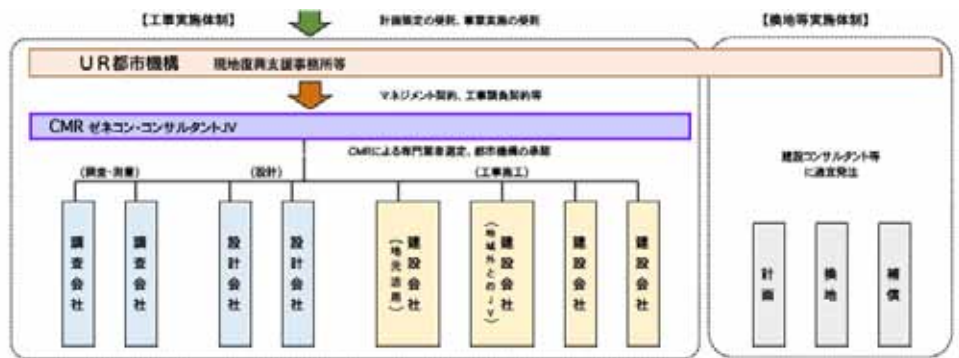 【工事実施体制】
計画策定の受託、事業実施の受託
【換地等実施体制】
UR都市機構 現地復興支援事務所等
マネジメント契約、工事請負契約等
CMR ゼネコン・コンサルタントJV
CMRによる専門業者選定、都市機構の承諾
(調査・測量)
(設計)
(工事施工)
建設コンサルタント等
に適宜発注
調査会社
調査会社
設計会社
設計会社
建設会社
(地元活用)
建設会社
(地域外とのJV)
建設会社
建設会社
計画
換地
補償